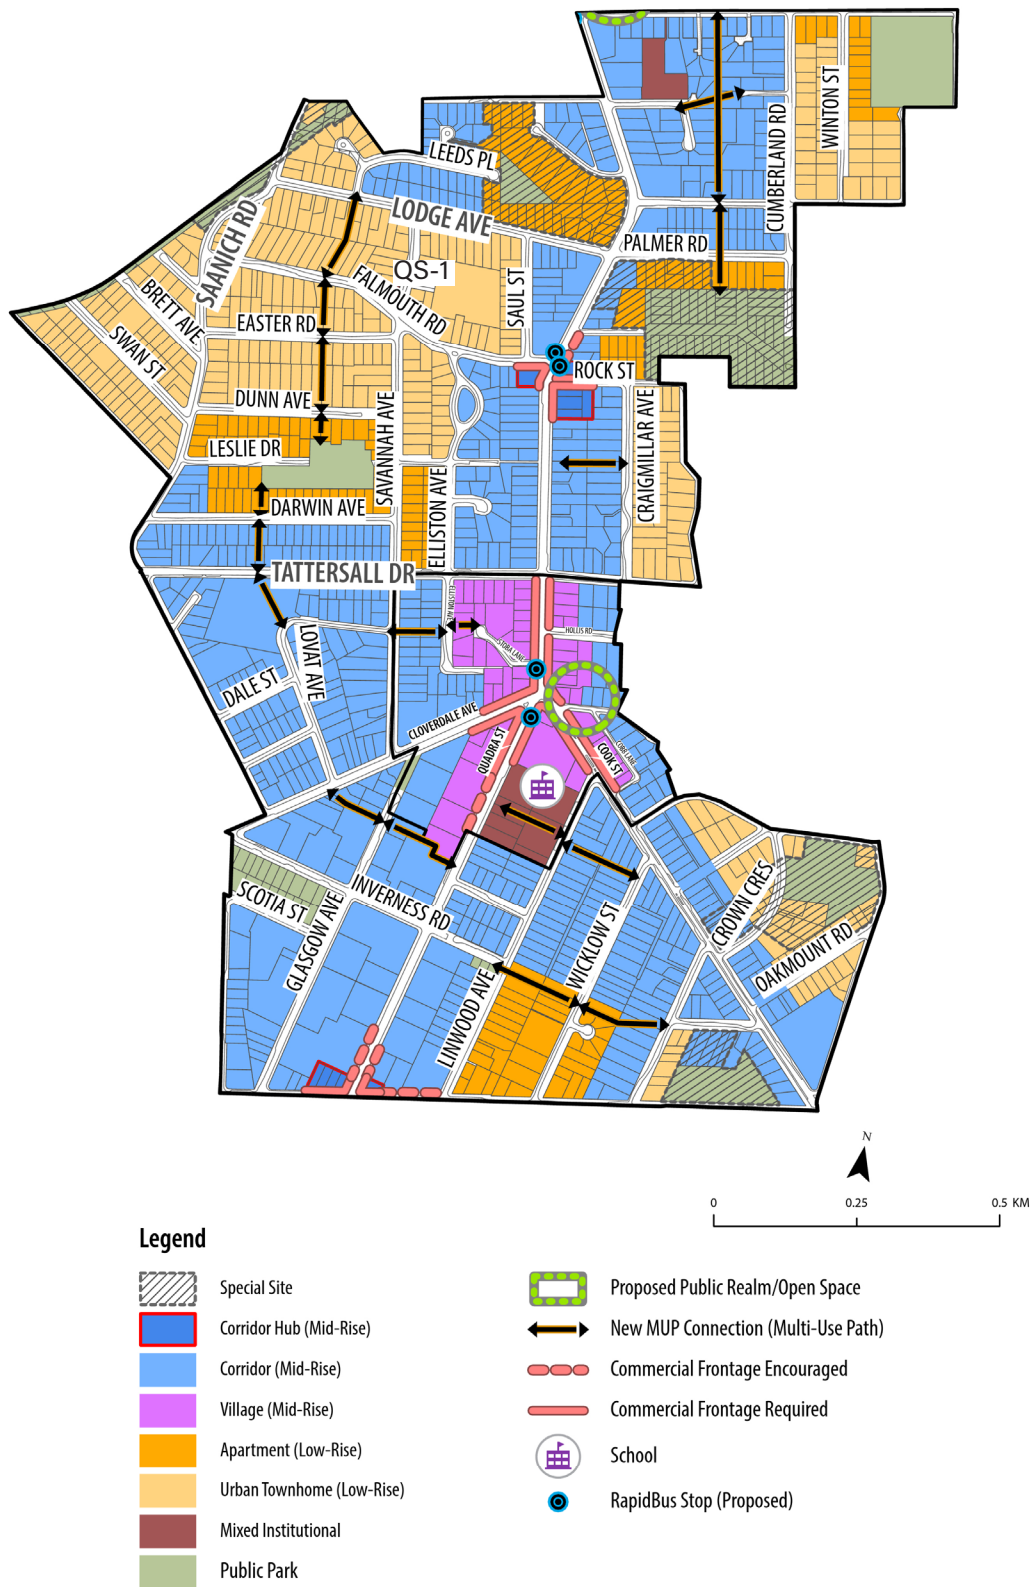 WINTON ST
CUMBERLAND RD
LEEDS PL
LODGE AVE
PALMER RD
SAANICH RD
QS-1
BRETT AVE
FALMOUTH RD
SAUL ST
EASTER RD
SWAN ST
ROCK ST
DUNN AVE
SAVANNAH AVE
CRAIGMILLAR AVE
LESLIE DR
ELLISTON AVE
DARWIN AVE
TATTERSALL DR
ELLISTON AVE
HOLLIS RD
STOBA LANE
LOVAT AVE
DALE ST
CLOVERDALE AVE
QUADRA ST
COBB LANE
COOK ST
INVERNESS RD
SCOTIA ST
GLASGOW AVE
CROWN CRES
WICKLOW ST
OAKMOUNT RD
LINWOOD AVE
N
0 0.25 0.5 KM
Legend
Special Site
Corridor Hub (Mid-Rise)
Corridor (Mid-Rise)
Village (Mid-Rise)
Apartment (Low-Rise)
Urban Townhome (Low-Rise)
Mixed Institutional
Public Park
Proposed Public Realm/Open Space
New MUP Connection (Multi-Use Path)
Commercial Frontage Encouraged
Commercial Frontage Required
School
RapidBus Stop (Proposed)